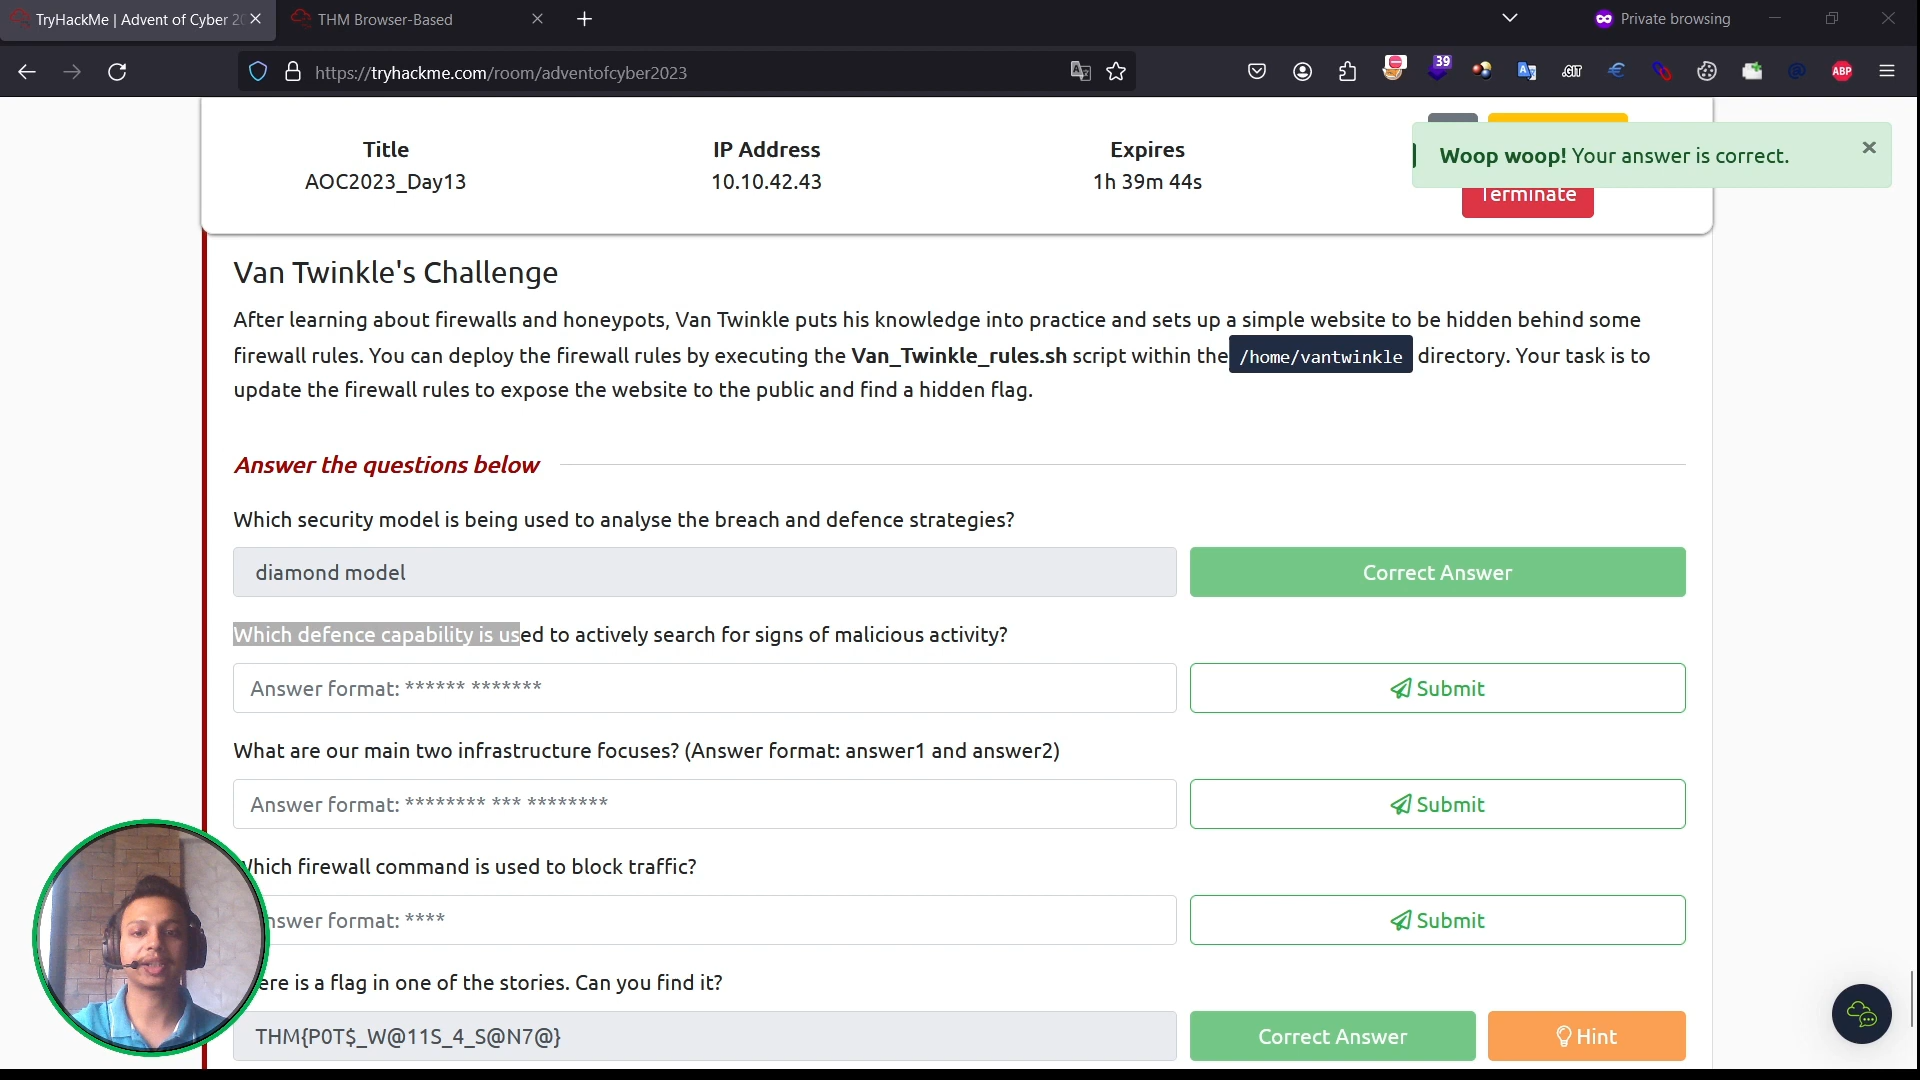 TryHackMe | Advent of Cyber 20
THM Browser-Based
Private browsing
https://tryhackme.com/room/adventofcyber2023
39
GIT
ABP
Title
IP Address
Expires
AOC2023_Day13
10.10.42.43
1h 39m 44s
Woop woop! Your answer is correct.
Terminate
Van Twinkle's Challenge
After learning about firewalls and honeypots, Van Twinkle puts his knowledge into practice and sets up a simple website to be hidden behind some
firewall rules. You can deploy the firewall rules by executing the Van_Twinkle_rules.sh script within the /home/vantwinkle directory. Your task is to
update the firewall rules to expose the website to the public and find a hidden flag.
Answer the questions below
Which security model is being used to analyse the breach and defence strategies?
diamond model
Correct Answer
Which defence capability is used to actively search for signs of malicious activity?
Answer format: ****** *******
Submit
What are our main two infrastructure focuses? (Answer format: answer1 and answer2)
Answer format: ******** *** ********
Submit
Which firewall command is used to block traffic?
nswer format: ****
Submit
ere is a flag in one of the stories. Can you find it?
THM{P0T$_W@11S_4_S@N7@}
Correct Answer
Hint